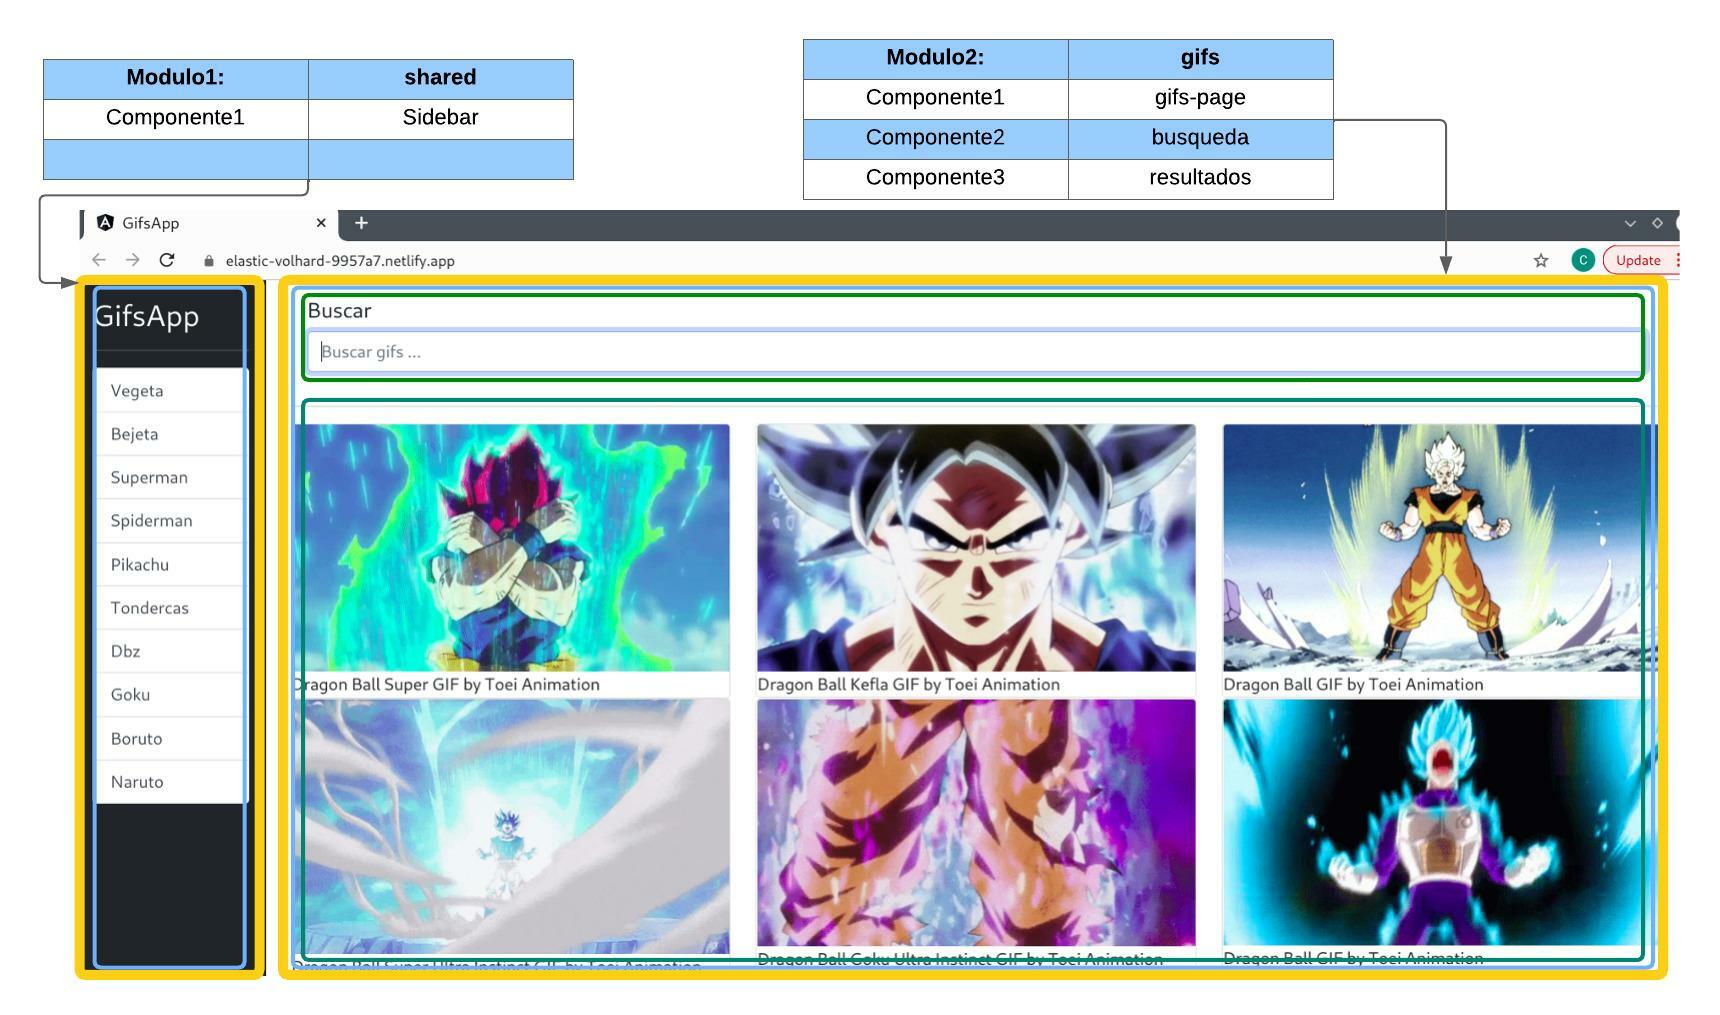 Modulo1: shared
Componente1 Sidebar
Modulo2: gifs
Componente1 gifs-page
Componente2 busqueda
Componente3 resultados
GifsApp
elastic-volhard-9957a7.netlify.app
C
Update
GifsApp
Vegeta
Bejeta
Superman
Spiderman
Pikachu
Tondercas
Dbz
Goku
Boruto
Naruto
Buscar
Buscar gifs ...
Dragon Ball Super GIF by Toei Animation
Dragon Ball Kefla GIF by Toei Animation
Dragon Ball GIF by Toei Animation
Dragon Ball Super Ultra Instinct GIF by Toei Animation
Dragon Ball Goku Ultra Instinct GIF by Toei Animation
Dragon Ball GIF by Toei Animation